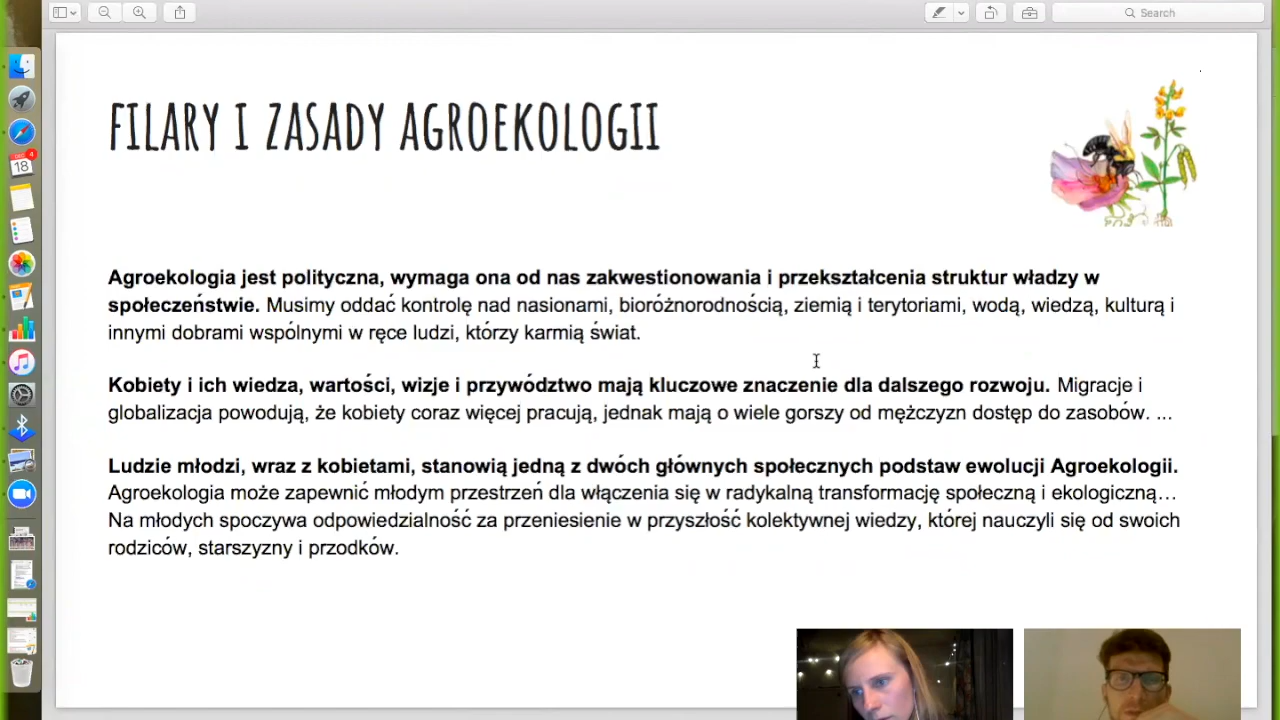 Search
FILARY I ZASADY AGROEKOLOGII
Agroekologia jest polityczna, wymaga ona od nas zakwestionowania i przekształcenia struktur władzy w
społeczeństwie. Musimy oddać kontrolę nad nasionami, bioróżnorodnością, ziemią i terytoriami, wodą, wiedzą, kulturą i
innymi dobrami wspólnymi w ręce ludzi, którzy karmią świat.
Kobiety i ich wiedza, wartości, wizje i przywództwo mają kluczowe znaczenie dla dalszego rozwoju. Migracje i
globalizacja powodują, że kobiety coraz więcej pracują, jednak mają o wiele gorszy od mężczyzn dostęp do zasobów. ...
Ludzie młodzi, wraz z kobietami, stanowią jedną z dwóch głównych społecznych podstaw ewolucji Agroekologii.
Agroekologia może zapewnić młodym przestrzeń dla włączenia się w radykalną transformację społeczną i ekologiczną…
Na młodych spoczywa odpowiedzialność za przeniesienie w przyszłość kolektywnej wiedzy, której nauczyli się od swoich
rodziców, starszyzny i przodków.
18
4